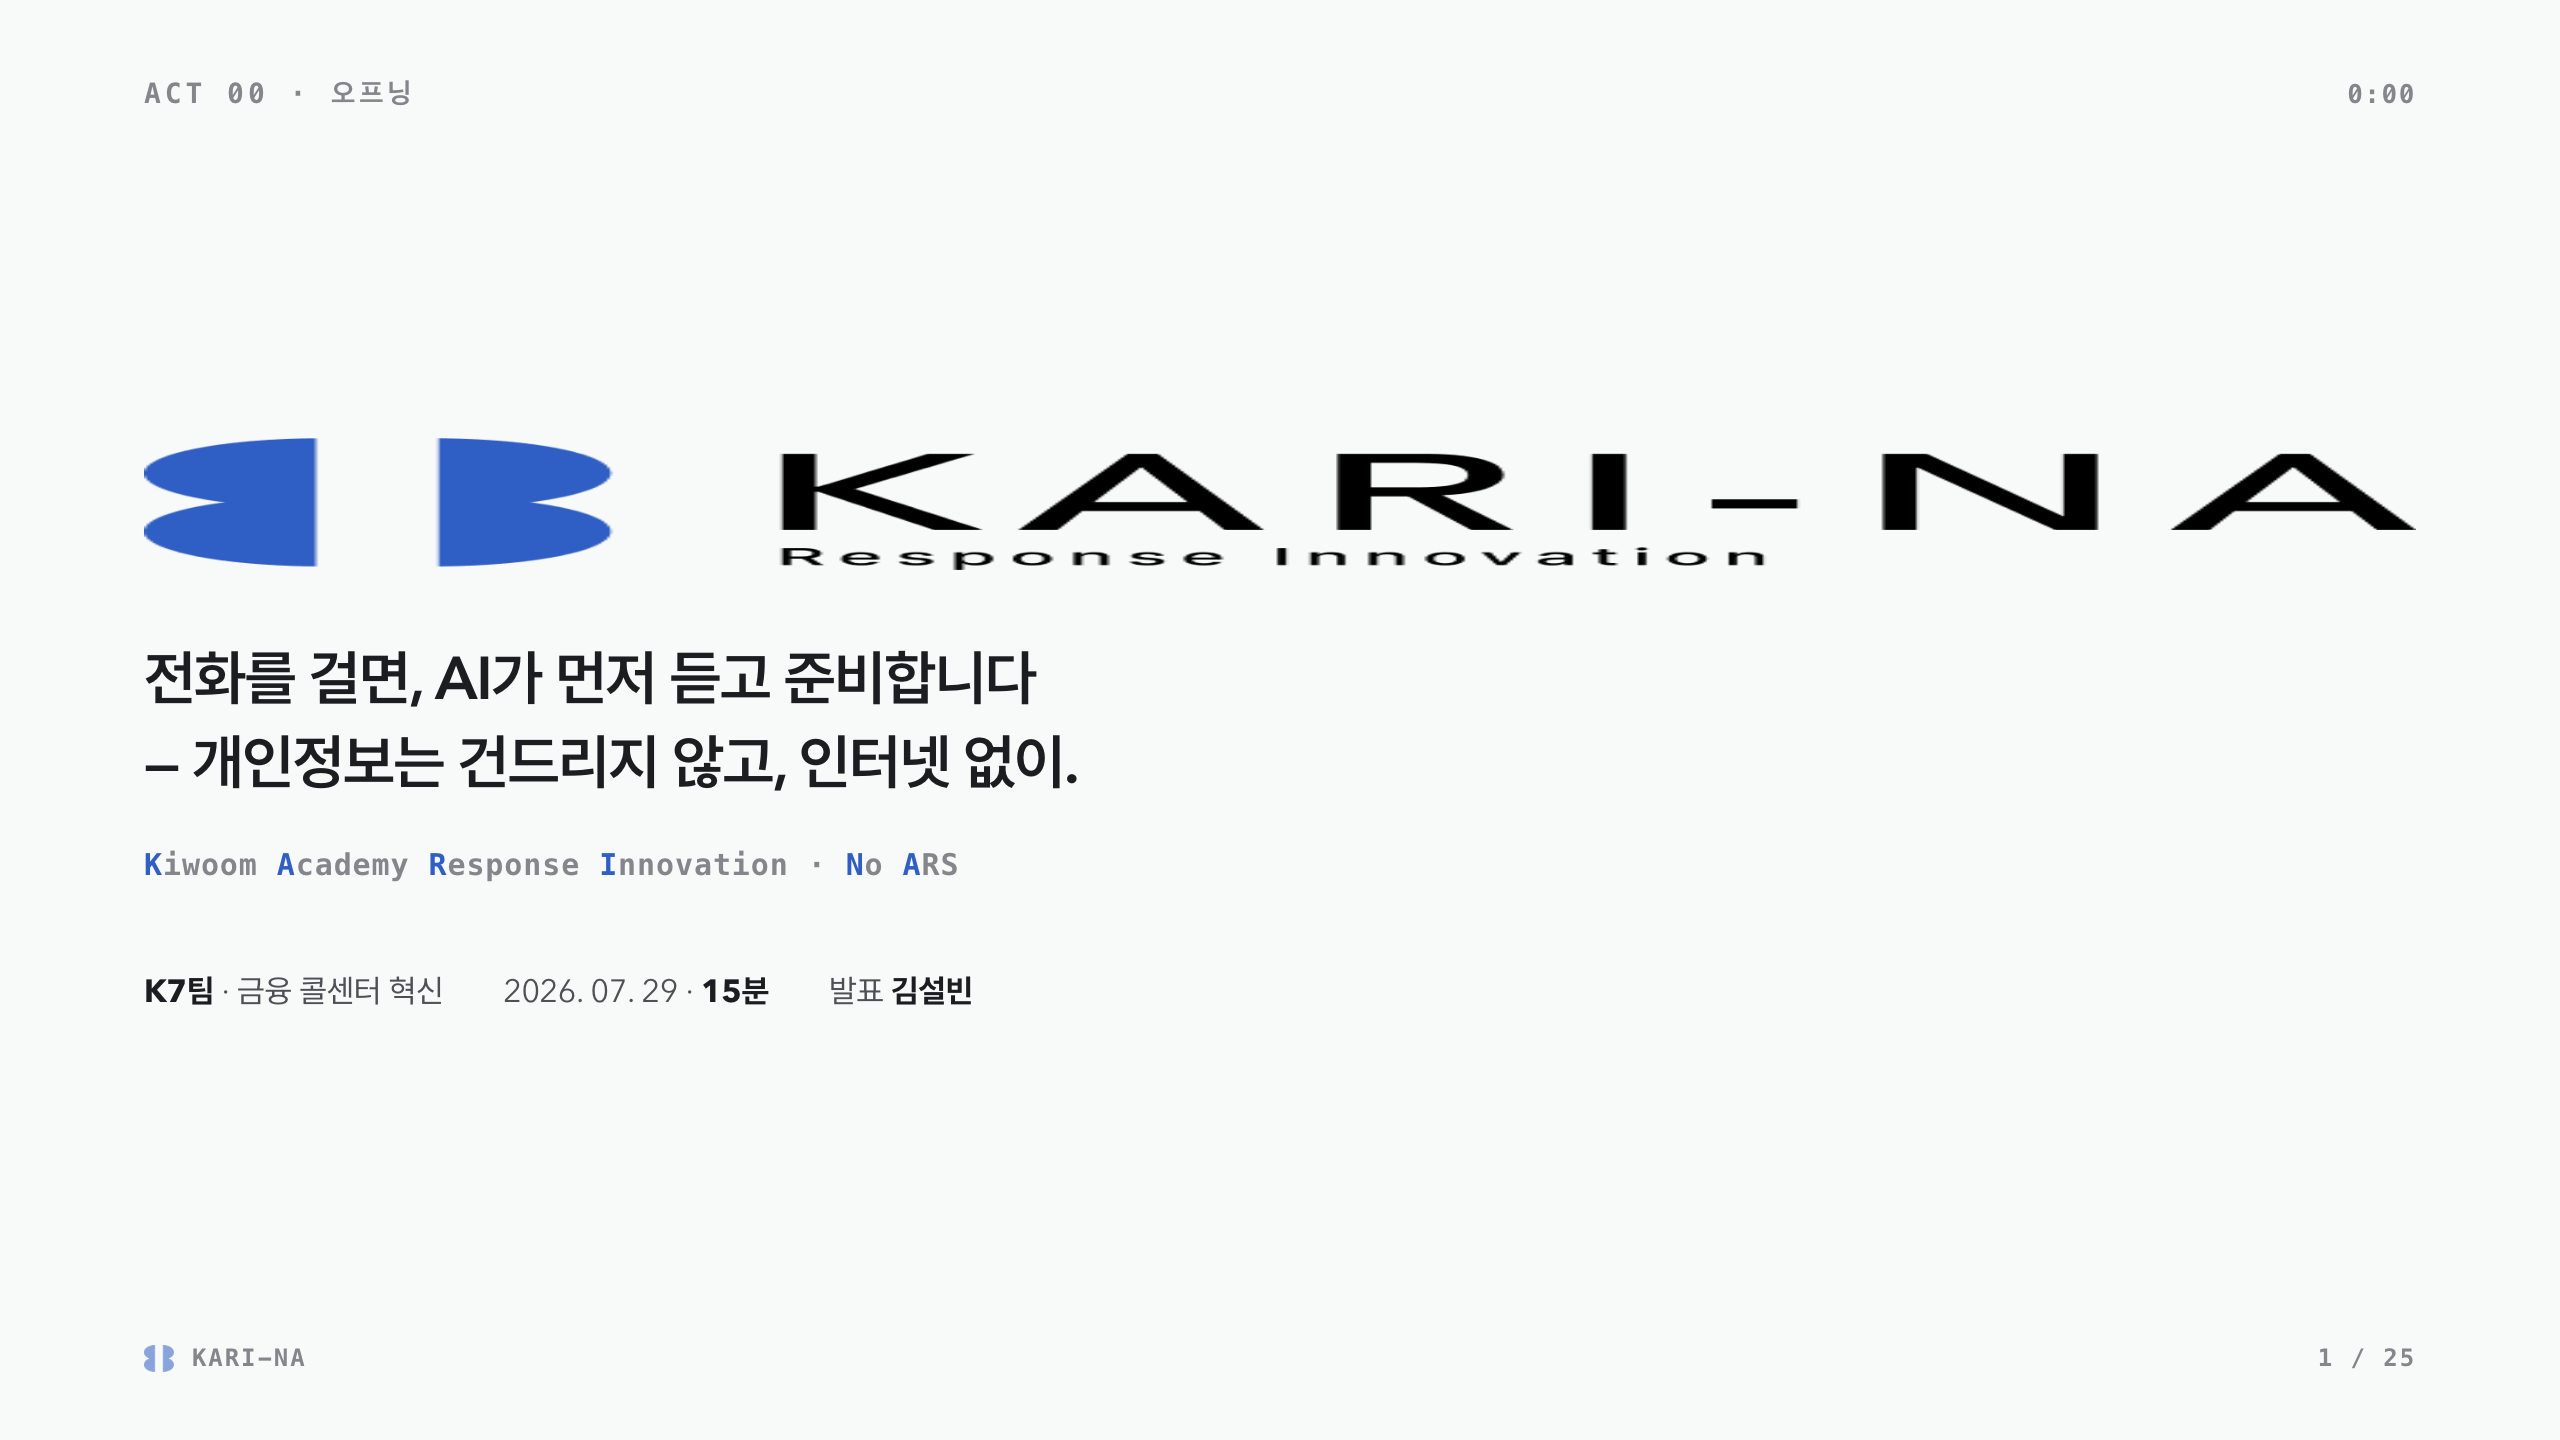 ACT 00 · 오프닝
0:00
KARI-NA
Response Innovation
전화를 걸면, AI가 먼저 듣고 준비합니다
– 개인정보는 건드리지 않고, 인터넷 없이.
Kiwoom Academy Response Innovation · No ARS
K7팀 · 금융 콜센터 혁신 2026. 07. 29 · 15분 발표 김설빈
KARI–NA
1 / 25